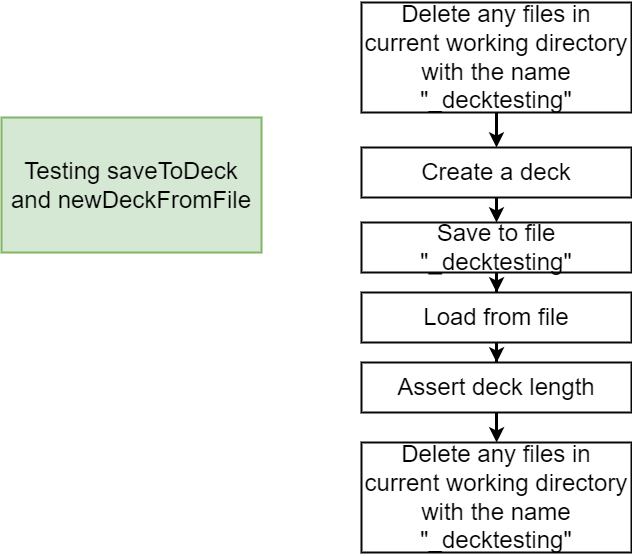 Testing saveToDeck
and newDeckFromFile
Delete any files in
current working directory
with the name
"_decktesting"
Create a deck
Save to file
"_decktesting"
Load from file
Assert deck length
Delete any files in
current working directory
with the name
"_decktesting"